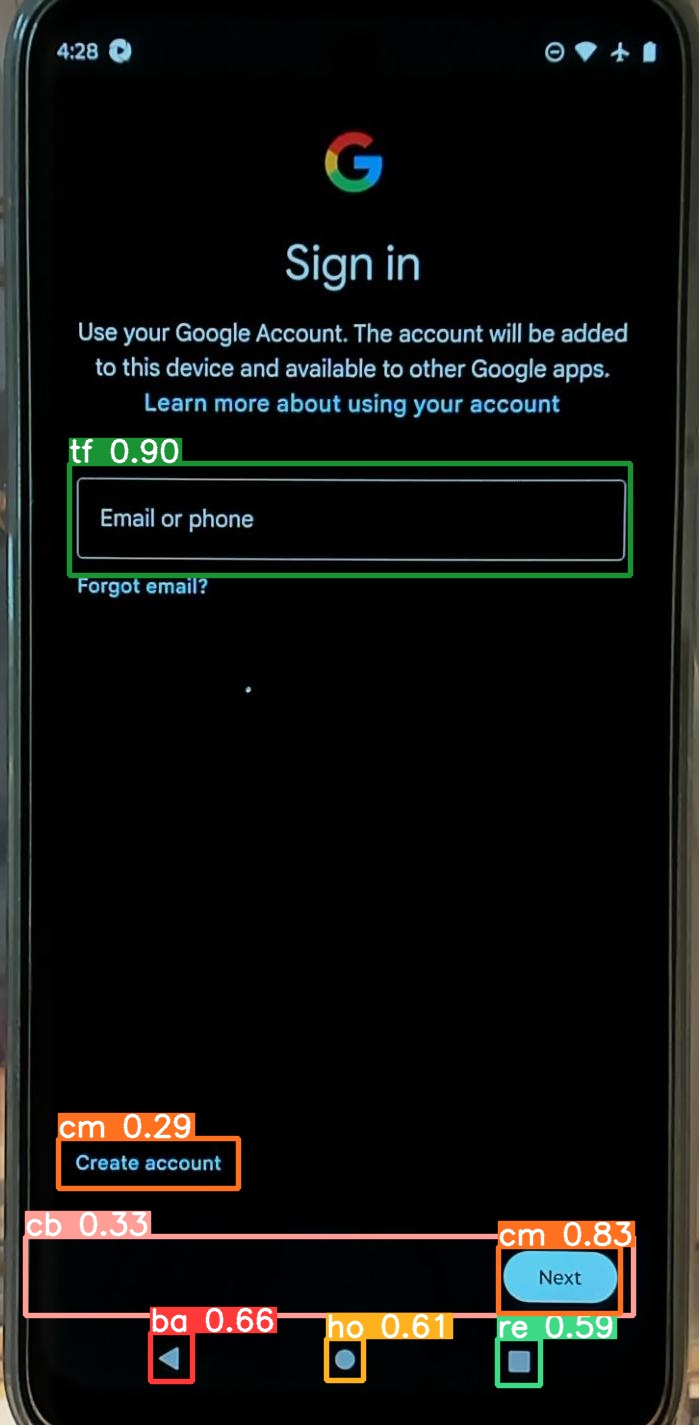 4:28
Sign in
Use your Google Account. The account will be added
to this device and available to other Google apps.
Learn more about using your account
tf 0.90
Email or phone
Forgot email?
cm 0.29
Create account
cb 0.33
cm 0.83
Next
ba 0.66
ho 0.61
re 0.59